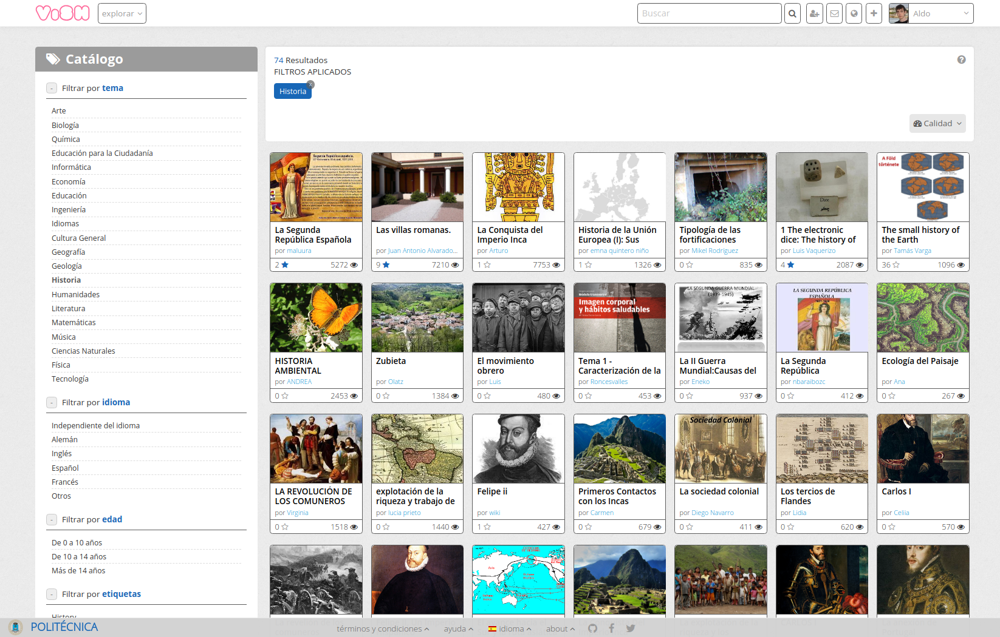 ViSH
explorar
Buscar
Aldo
Catálogo
- Filtrar por tema
Arte
Biología
Química
Educación para la Ciudadanía
Informática
Economía
Educación
Ingeniería
Idiomas
Cultura General
Geografía
Geología
Historia
Humanidades
Literatura
Matemáticas
Música
Ciencias Naturales
Física
Tecnología
- Filtrar por idioma
Independiente del idioma
Alemán
Inglés
Español
Francés
Otros
- Filtrar por edad
De 0 a 10 años
De 10 a 14 años
Más de 14 años
- Filtrar por etiquetas
History
74 Resultados
FILTROS APLICADOS
Historia x
Calidad
Segunda República española.
La Segunda
República Española
por maluura
2 5272
Las villas romanas.
por Juan Antonio Alvarado...
9 7210
La Conquista del
Imperio Inca
por Arturo
1 7753
Historia de la Unión
Europea (I): Sus
por emna quintero niño
1 1326
Tipología de las
fortificaciones
por Mikel Rodríguez
0 835
Dice
1 The electronic
dice: The history of
por Luis Vaquerizo
4 2087
A Föld
története
The small history of
the Earth
por Tamás Varga
36 1096
HISTORIA
AMBIENTAL
por ANDREA
0 2453
Zubieta
por Olatz
0 1384
El movimiento
obrero
por Luis
0 480
Módulo transversal
Imagen corporal
y hábitos saludables
Tema 1 -
Caracterización de la
por Roncesvalles
0 453
LA SEGUNDA GUERRA MUNDIAL
(1939-1945)
La II Guerra
Mundial:Causas del
por Eneko
0 937
LA SEGUNDA REPÚBLICA
ESPAÑOLA
La Segunda
República
por nbaraibozc
0 412
Ecología del Paisaje
por Ana
0 267
LA REVOLUCIÓN DE
LOS COMUNEROS
por Virginia
0 1518
explotación de la
riqueza y trabajo de
por lucia prieto
0 1440
Felipe ii
por wiki
1 427
Primeros Contactos
con los Incas
por Carmen
0 679
Sociedad Colonial
La sociedad colonial
por Diego Navarro
0 411
Los tercios de
Flandes
por Lidia
0 620
Carlos I
por Celiia
0 570
Asia
POLITÉCNICA
términos y condiciones
ayuda
idioma
about